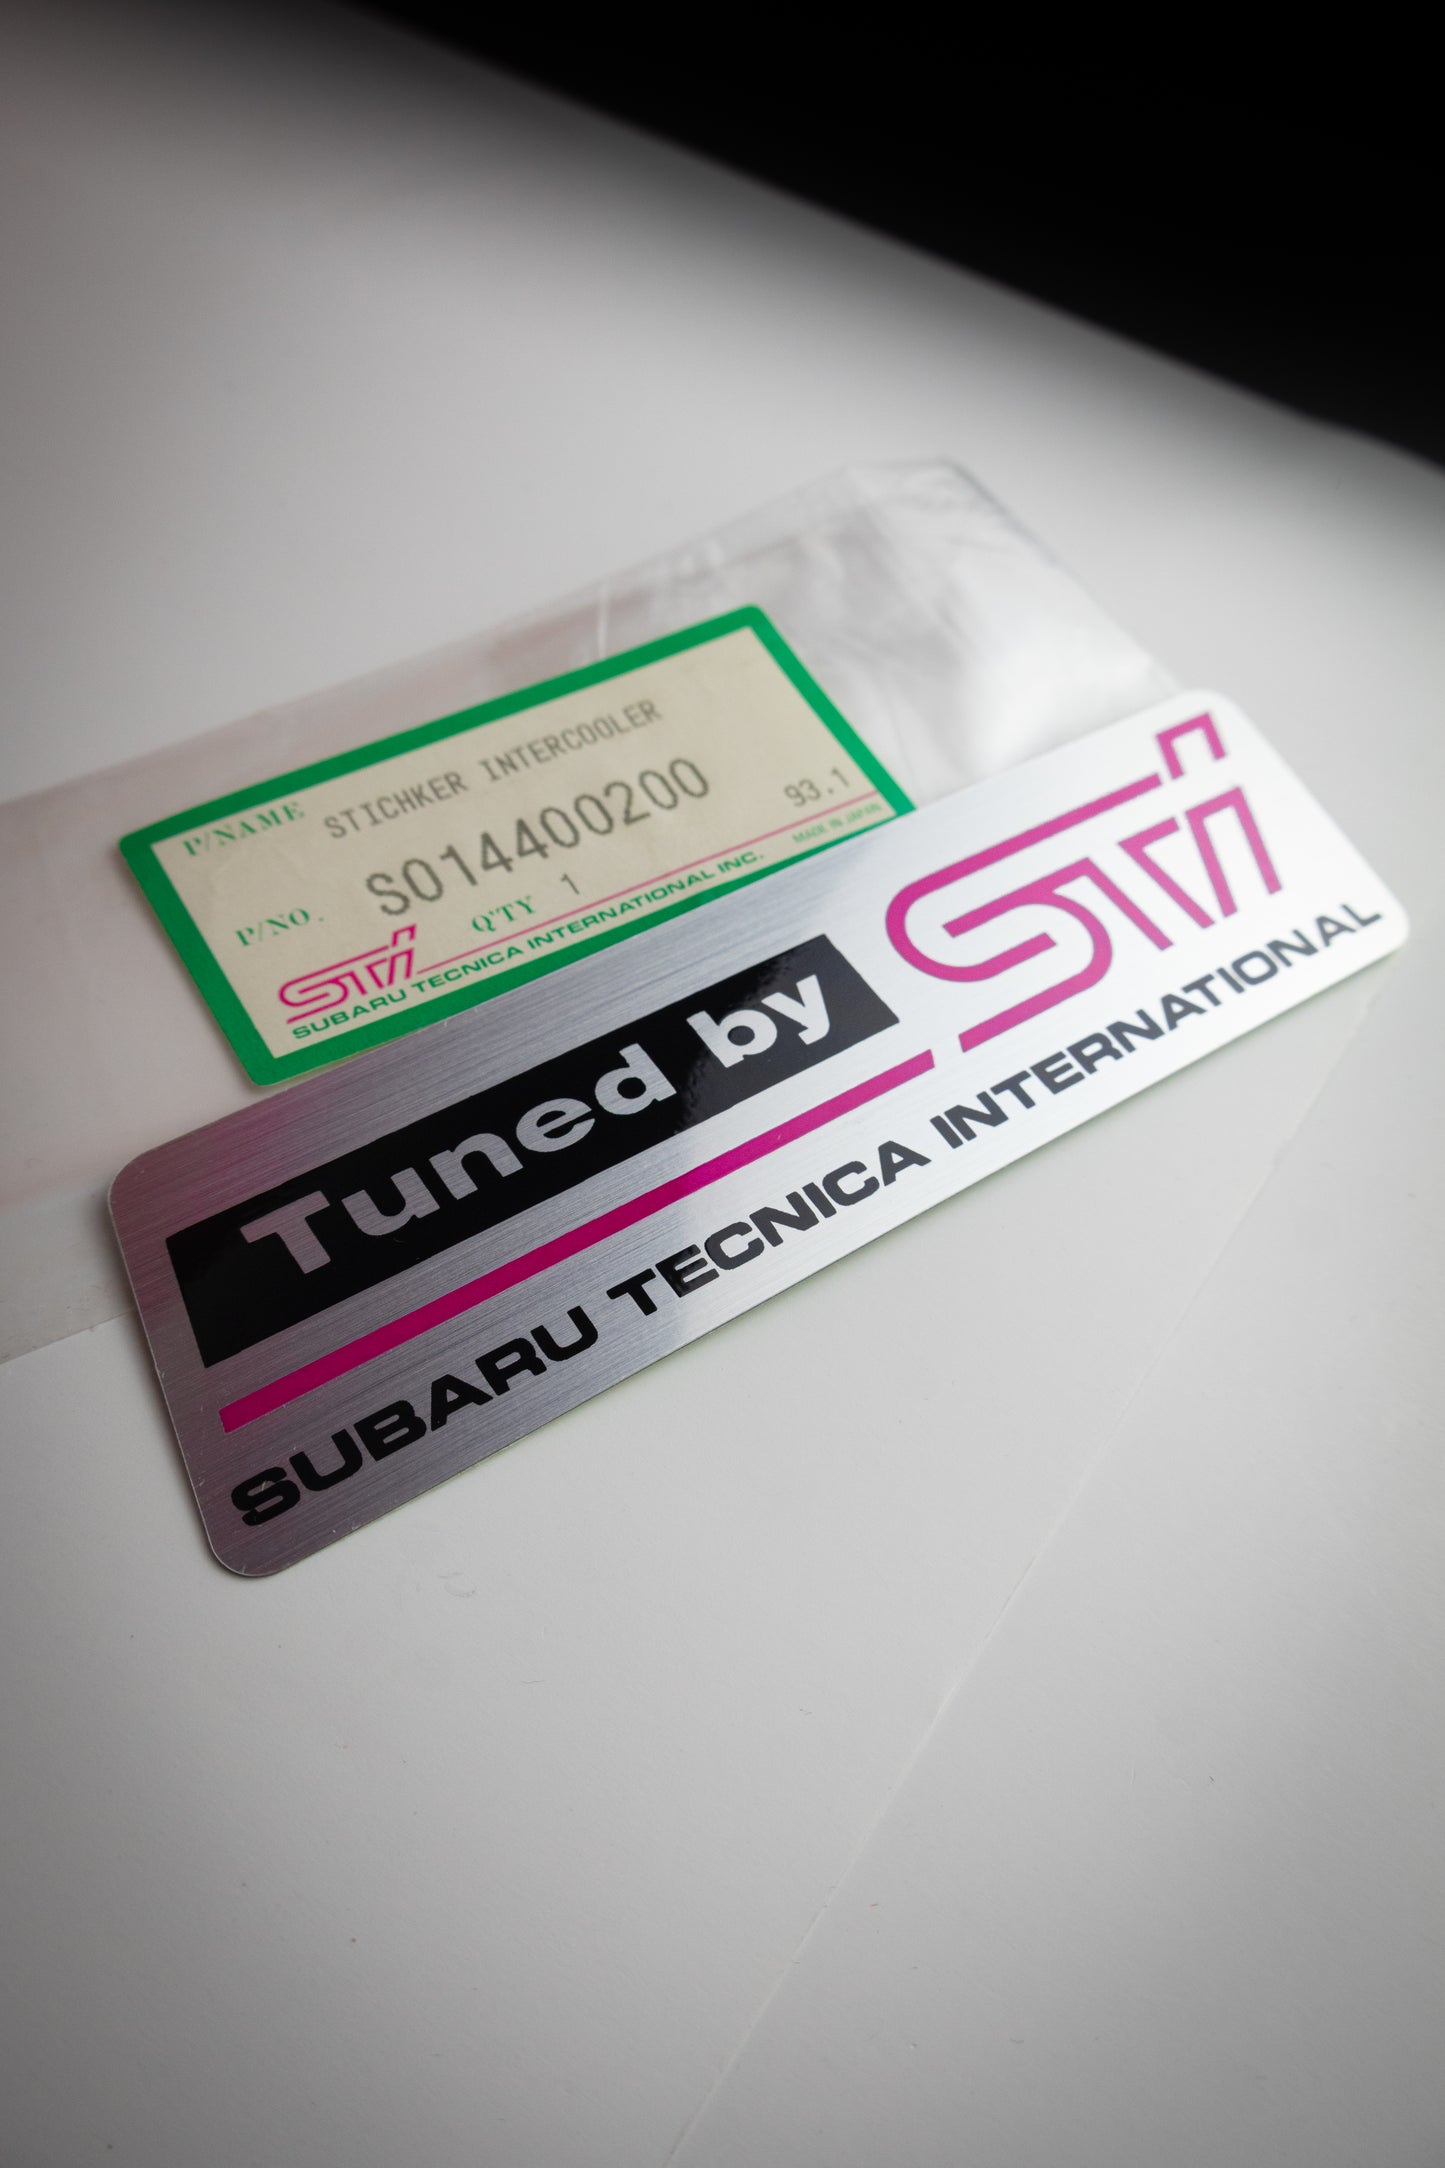 P/NAME STICHKER INTERCOOLER
P/NO. S014400200
Q'TY 1 93.1
STi MADE IN JAPAN
SUBARU TECNICA INTERNATIONAL INC.
Tuned by STi
SUBARU TECNICA INTERNATIONAL